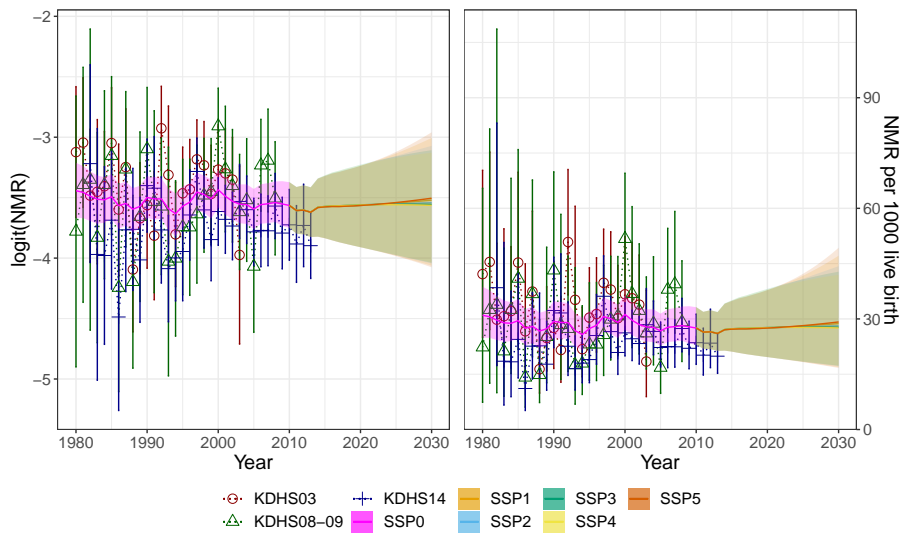 −2
−3
−4
−5
logit(NMR)
90
60
30
0
NMR per 1000 live birth
1980 1990 2000 2010 2020 2030
1980 1990 2000 2010 2020 2030
Year
Year
KDHS03 KDHS14 SSP1 SSP3 SSP5
KDHS08−09 SSP0 SSP2 SSP4